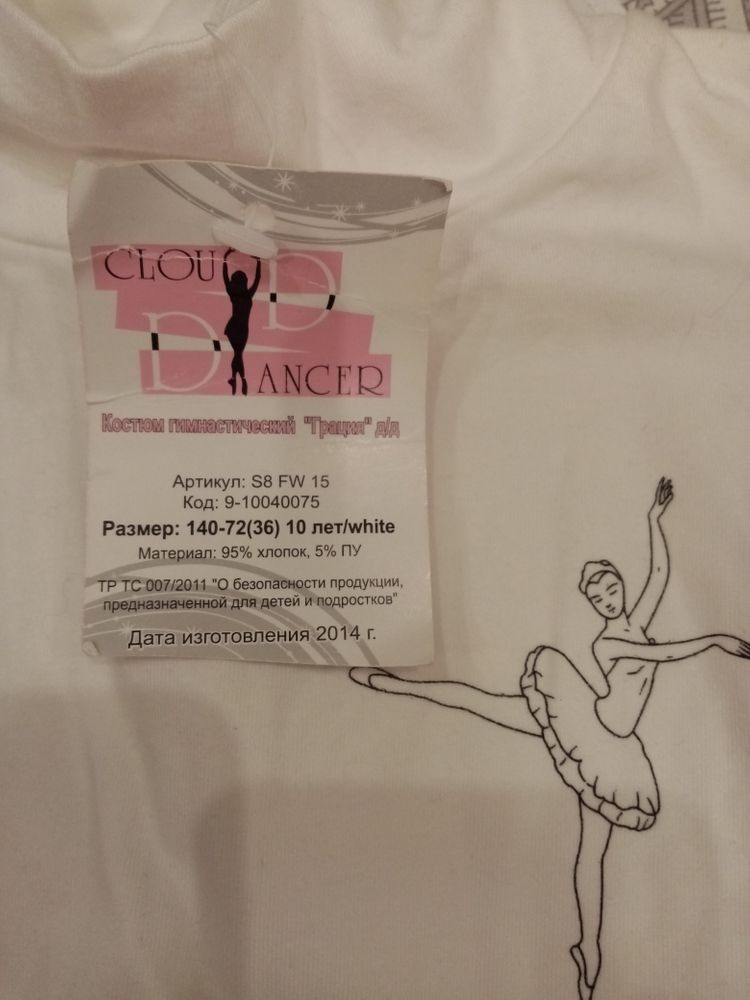 CLOUD
DANCER
Костюм гимнастический "Грация" д/д
Артикул: S8 FW 15
Код: 9-10040075
Размер: 140-72(36) 10 лет/white
Материал: 95% хлопок, 5% ПУ
ТР ТС 007/2011 "О безопасности продукции,
предназначенной для детей и подростков"
Дата изготовления 2014 г.